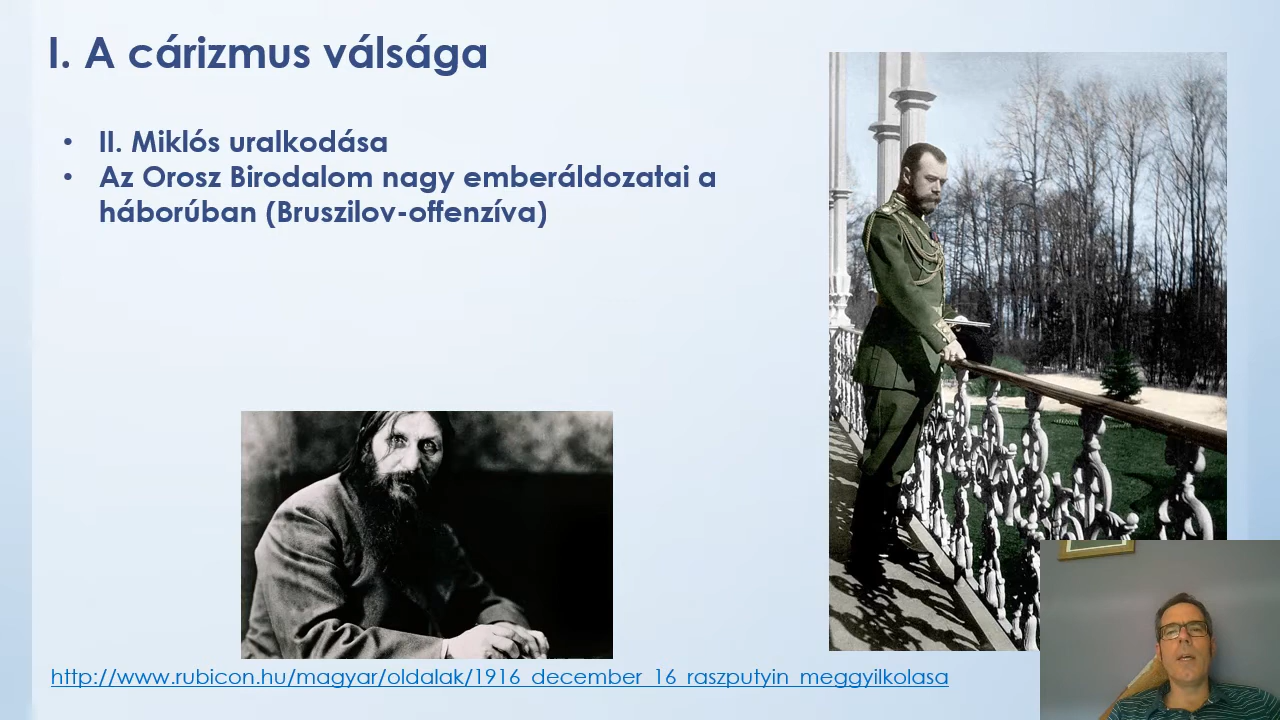 I. A cárizmus válsága
• II. Miklós uralkodása
• Az Orosz Birodalom nagy emberáldozatai a
háborúban (Bruszilov-offenzíva)
http://www.rubicon.hu/magyar/oldalak/1916_december_16_raszputyin_meggyilkolasa